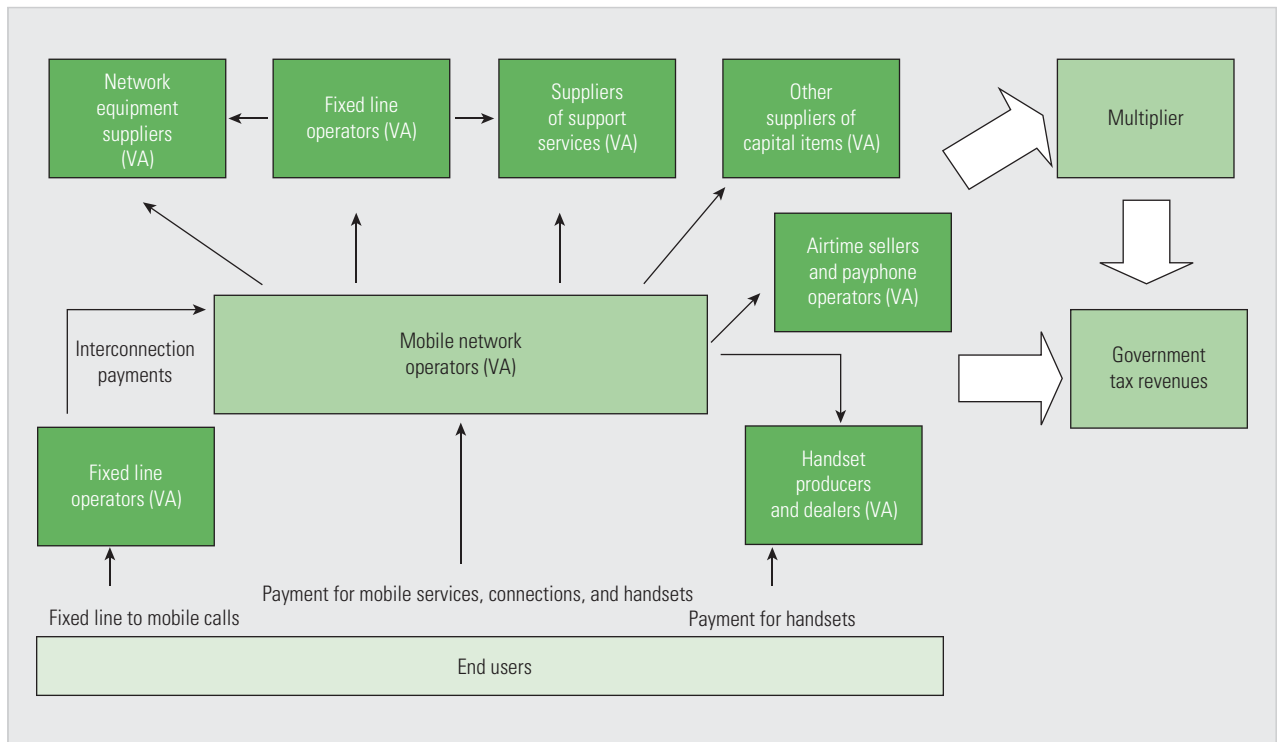 Network
equipment
suppliers
(VA)
Fixed line
operators (VA)
Suppliers
of support
services (VA)
Other
suppliers of
capital items (VA)
Multiplier
Airtime sellers
and payphone
operators (VA)
Interconnection
payments
Mobile network
operators (VA)
Government
tax revenues
Fixed line
operators (VA)
Handset
producers
and dealers (VA)
Fixed line to mobile calls
Payment for mobile services, connections, and handsets
Payment for handsets
End users